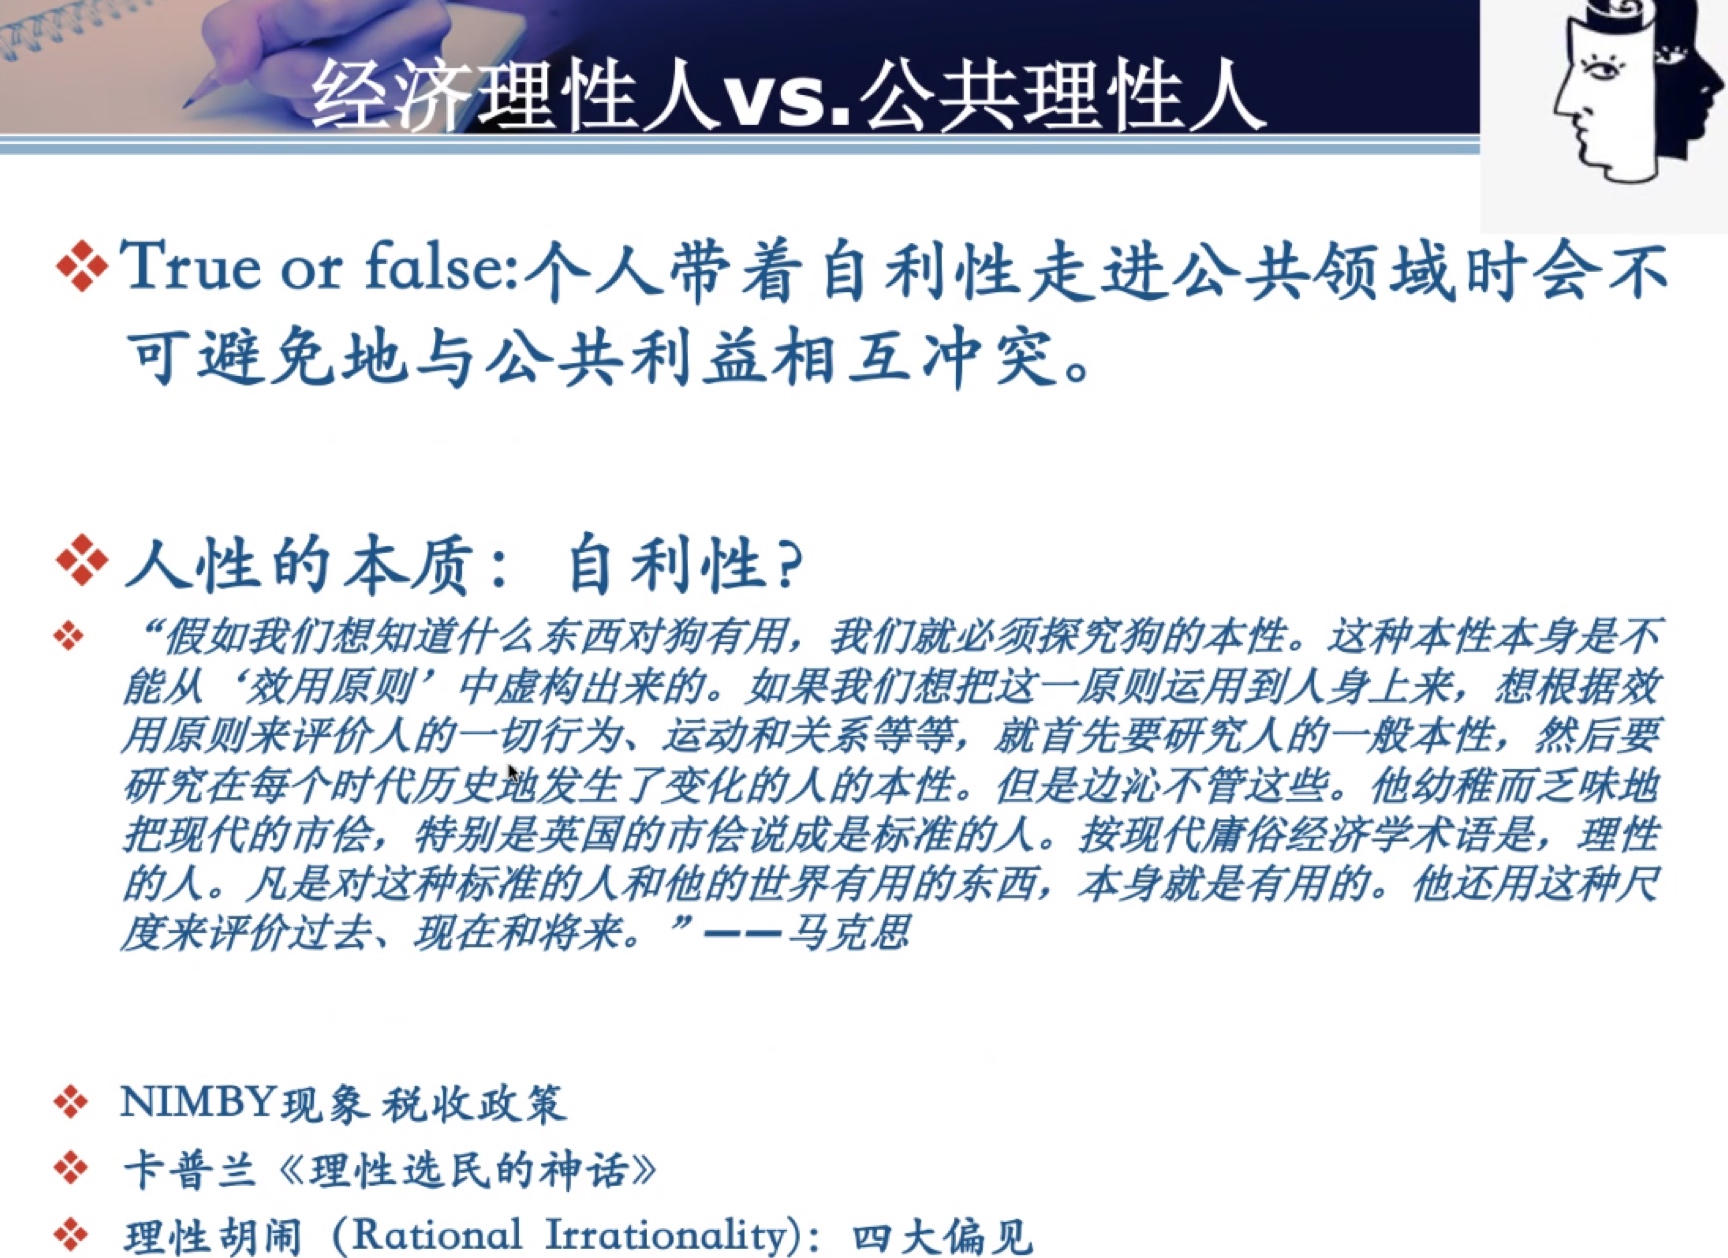 经济理性人vs.公共理性人
True or false:个人带着自利性走进公共领域时会不
可避免地与公共利益相互冲突。
人性的本质：自利性?
“假如我们想知道什么东西对狗有用，我们就必须探究狗的本性。这种本性本身是不
能从‘效用原则’中虚构出来的。如果我们想把这一原则运用到人身上来，想根据效
用原则来评价人的一切行为、运动和关系等等，就首先要研究人的一般本性，然后要
研究在每个时代历史地发生了变化的人的本性。但是边沁不管这些。他幼稚而乏味地
把现代的市侩，特别是英国的市侩说成是标准的人。按现代庸俗经济学术语是，理性
的人。凡是对这种标准的人和他的世界有用的东西，本身就是有用的。他还用这种尺
度来评价过去、现在和将来。”——马克思
NIMBY现象 税收政策
卡普兰《理性选民的神话》
理性胡闹（Rational Irrationality)：四大偏见